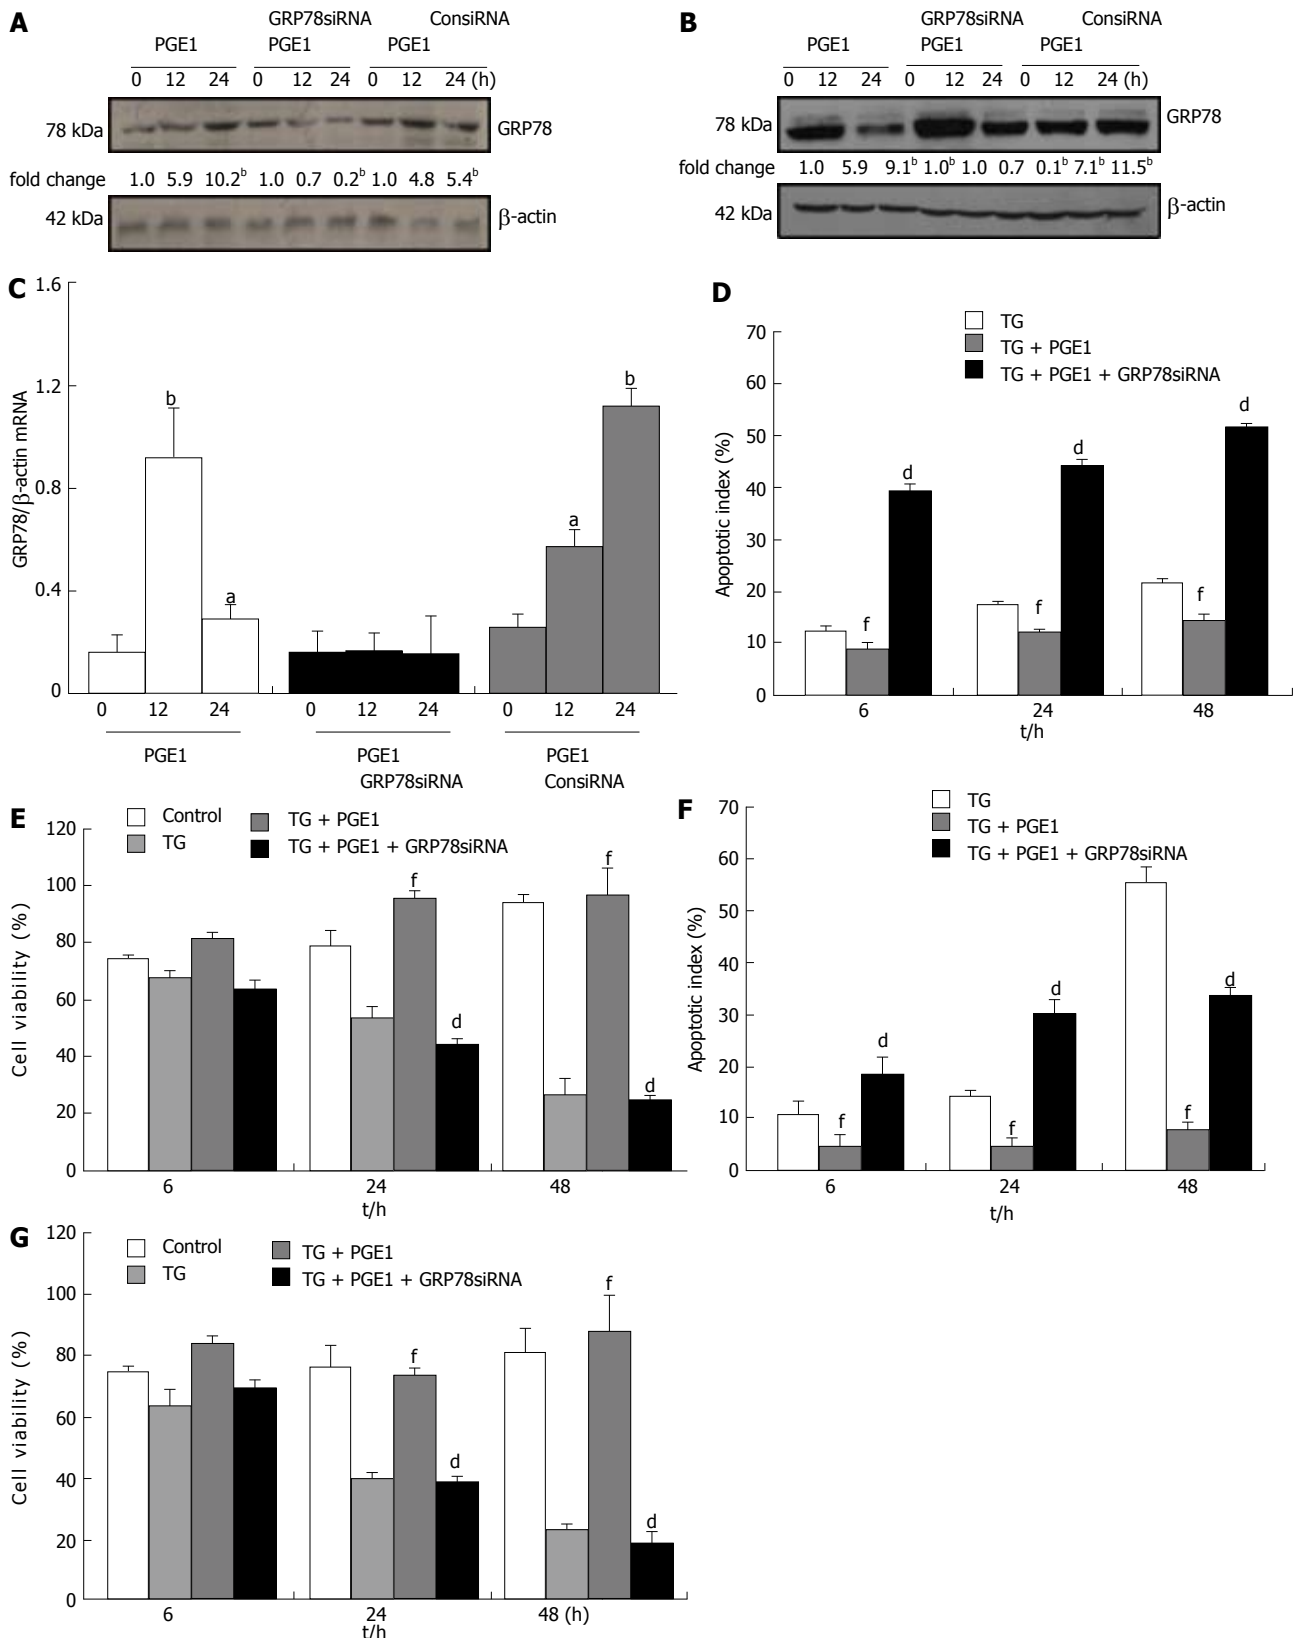 A
GRP78siRNA ConsiRNA
PGE1 PGE1 PGE1
0 12 24 0 12 24 0 12 24 (h)
78 kDa GRP78
fold change 1.0 5.9 10.2b 1.0 0.7 0.2b 1.0 4.8 5.4b
42 kDa β-actin
B
GRP78siRNA ConsiRNA
PGE1 PGE1 PGE1
0 12 24 0 12 24 0 12 24 (h)
78 kDa GRP78
fold change 1.0 5.9 9.1b 1.0b 1.0 0.7 0.1b 7.1b 11.5b
42 kDa β-actin
C
GRP78/β-actin mRNA
1.6
1.2
0.8
0.4
0
b
a
a
b
0 12 24 0 12 24 0 12 24
PGE1 PGE1 PGE1
GRP78siRNA ConsiRNA
D
TG
TG + PGE1
TG + PGE1 + GRP78siRNA
Apoptotic index (%)
70
60
50
40
30
20
10
0
f
d
f
d
f
d
6 24 48
t/h
E
Control
TG
TG + PGE1
TG + PGE1 + GRP78siRNA
Cell viability (%)
120
100
80
60
40
20
0
f
d
f
d
6 24 48
t/h
F
TG
TG + PGE1
TG + PGE1 + GRP78siRNA
Apoptotic index (%)
70
60
50
40
30
20
10
0
f
d
f
d
f
d
6 24 48
t/h
G
Control
TG
TG + PGE1
TG + PGE1 + GRP78siRNA
Cell viability (%)
120
100
80
60
40
20
0
f
d
f
d
6 24 48 (h)
t/h